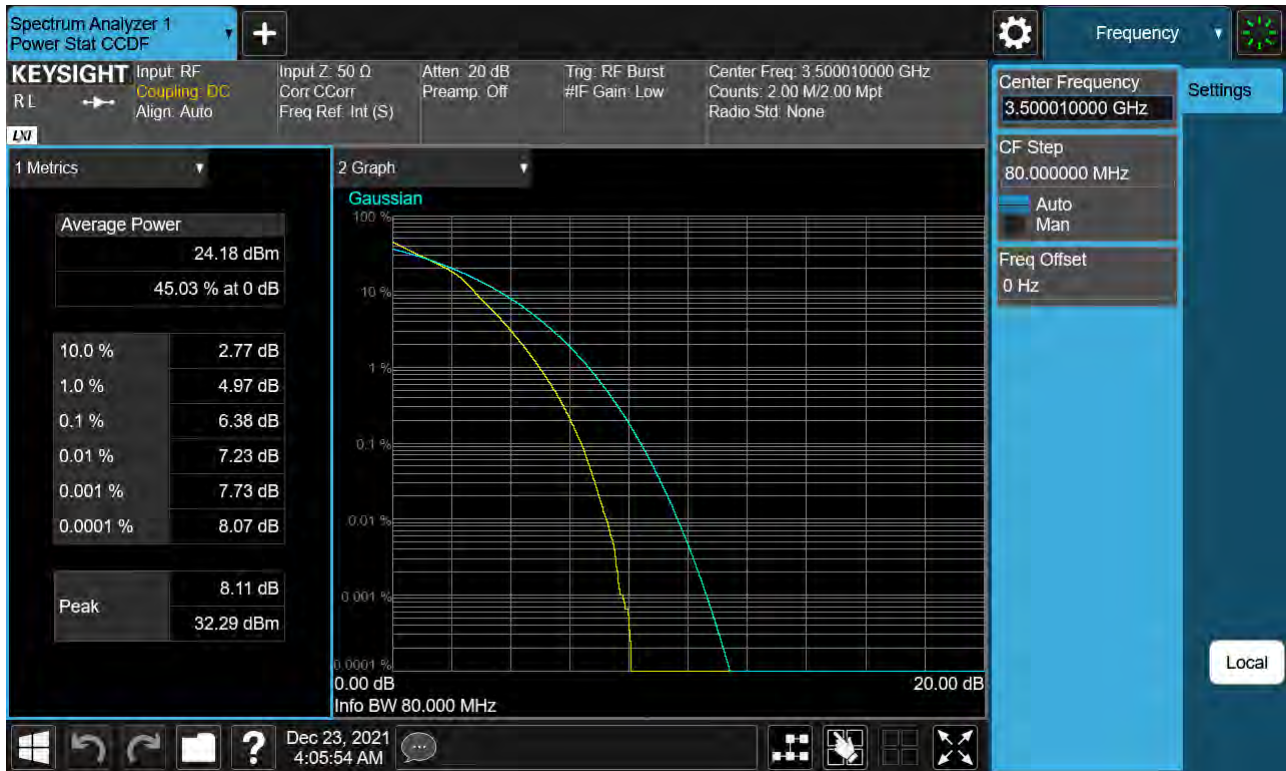 Spectrum Analyzer 1
Power Stat CCDF
+
Frequency
KEYSIGHT
RL
LXI
Input: RF
Coupling: DC
Align: Auto
Input Z: 50 Ω
Corr CCorr
Freq Ref: Int (S)
Atten: 20 dB
Preamp: Off
Trig: RF Burst
#IF Gain: Low
Center Freq: 3.500010000 GHz
Counts: 2.00 M/2.00 Mpt
Radio Std: None
Center Frequency
3.500010000 GHz
Settings
CF Step
80.000000 MHz
Auto
Man
Freq Offset
0 Hz
Local
1 Metrics
Average Power
24.18 dBm
45.03 % at 0 dB
10.0 % 2.77 dB
1.0 % 4.97 dB
0.1 % 6.38 dB
0.01 % 7.23 dB
0.001 % 7.73 dB
0.0001 % 8.07 dB
Peak
8.11 dB
32.29 dBm
2 Graph
Gaussian
100 %
10 %
1 %
0.1 %
0.01 %
0.001 %
0.0001 %
0.00 dB 20.00 dB
Info BW 80.000 MHz
?
Dec 23, 2021
4:05:54 AM